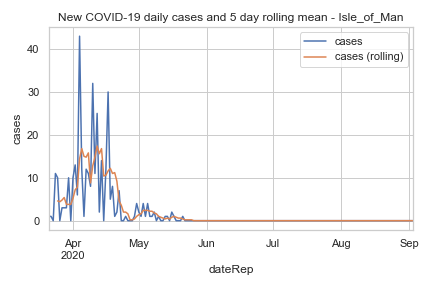 New COVID-19 daily cases and 5 day rolling mean - Isle_of_Man
cases
cases (rolling)
cases
40
30
20
10
0
Apr
2020
May
Jun
Jul
Aug
Sep
dateRep